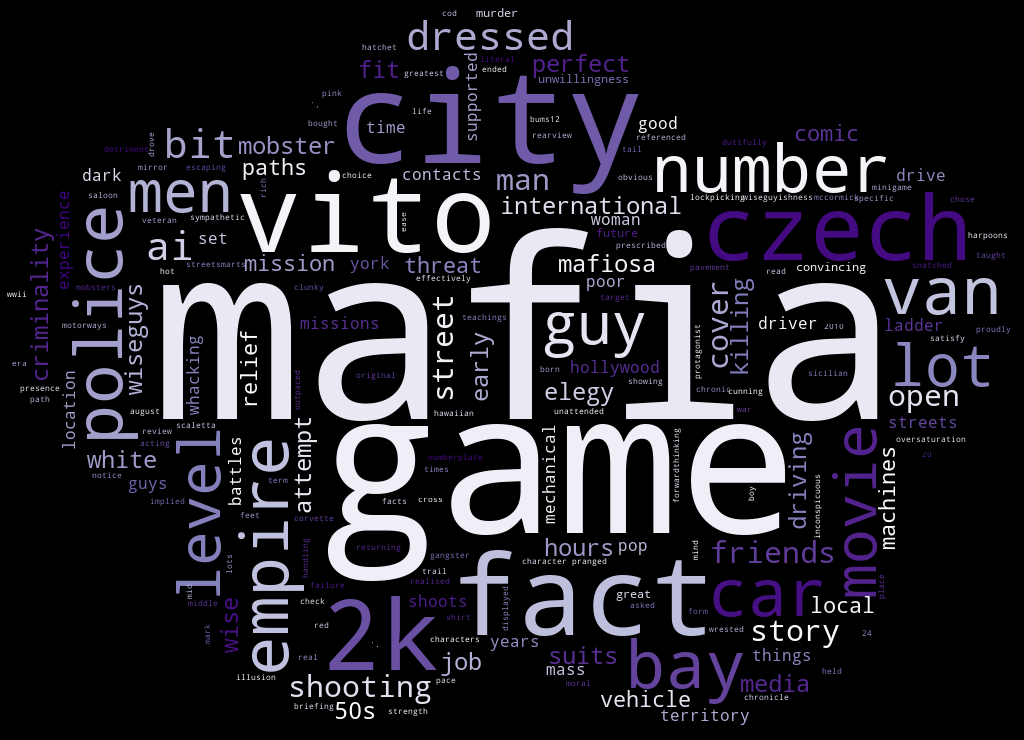 cod murder
hatchet dressed
literal
fit greatest ended perfect
unwillingness
pink supported
city
bought life bums12 good
time rearview referenced comic
detriment drove bit mobster tail number dutifully
mirror escaping paths choice contacts man obvious drive minigame
dark rich lockpicking wiseguyishness mccormick specific
saloon men vito international chose
veteran sympathetic ease woman czech harpoons
experience ai set future prescribed snatched taught
police hot streetsmarts mission york threat mafiosa pavement read convincing van
mobsters clunky effectively poor target
wwii criminality motorways wiseguys mafia missions teachings guy cover killing driver 2010 ladder proudly
era whacking relief street early born showing hollywood protagonist satisfy
presence original elegy chronic cunning sicilian lot
path location outpaced unattended war open
august scaletta hawaiian streets
review acting game oversaturation
white level empire attempt battles numberplate times mechanical forwardthinking boy driving movie machines 20
notice implied guys term facts cross inconspicuous
feet corvette
lots handling returning gangster hours pop mind friends
trail character pranged
mid middle failure check realised fact great car place
wise 2k shoots shirt displayed asked form local
mark red characters years wrested story 24
real job suits bay things
illusion shooting pace mass moral media held
briefing 50s strength vehicle chronicle
territory